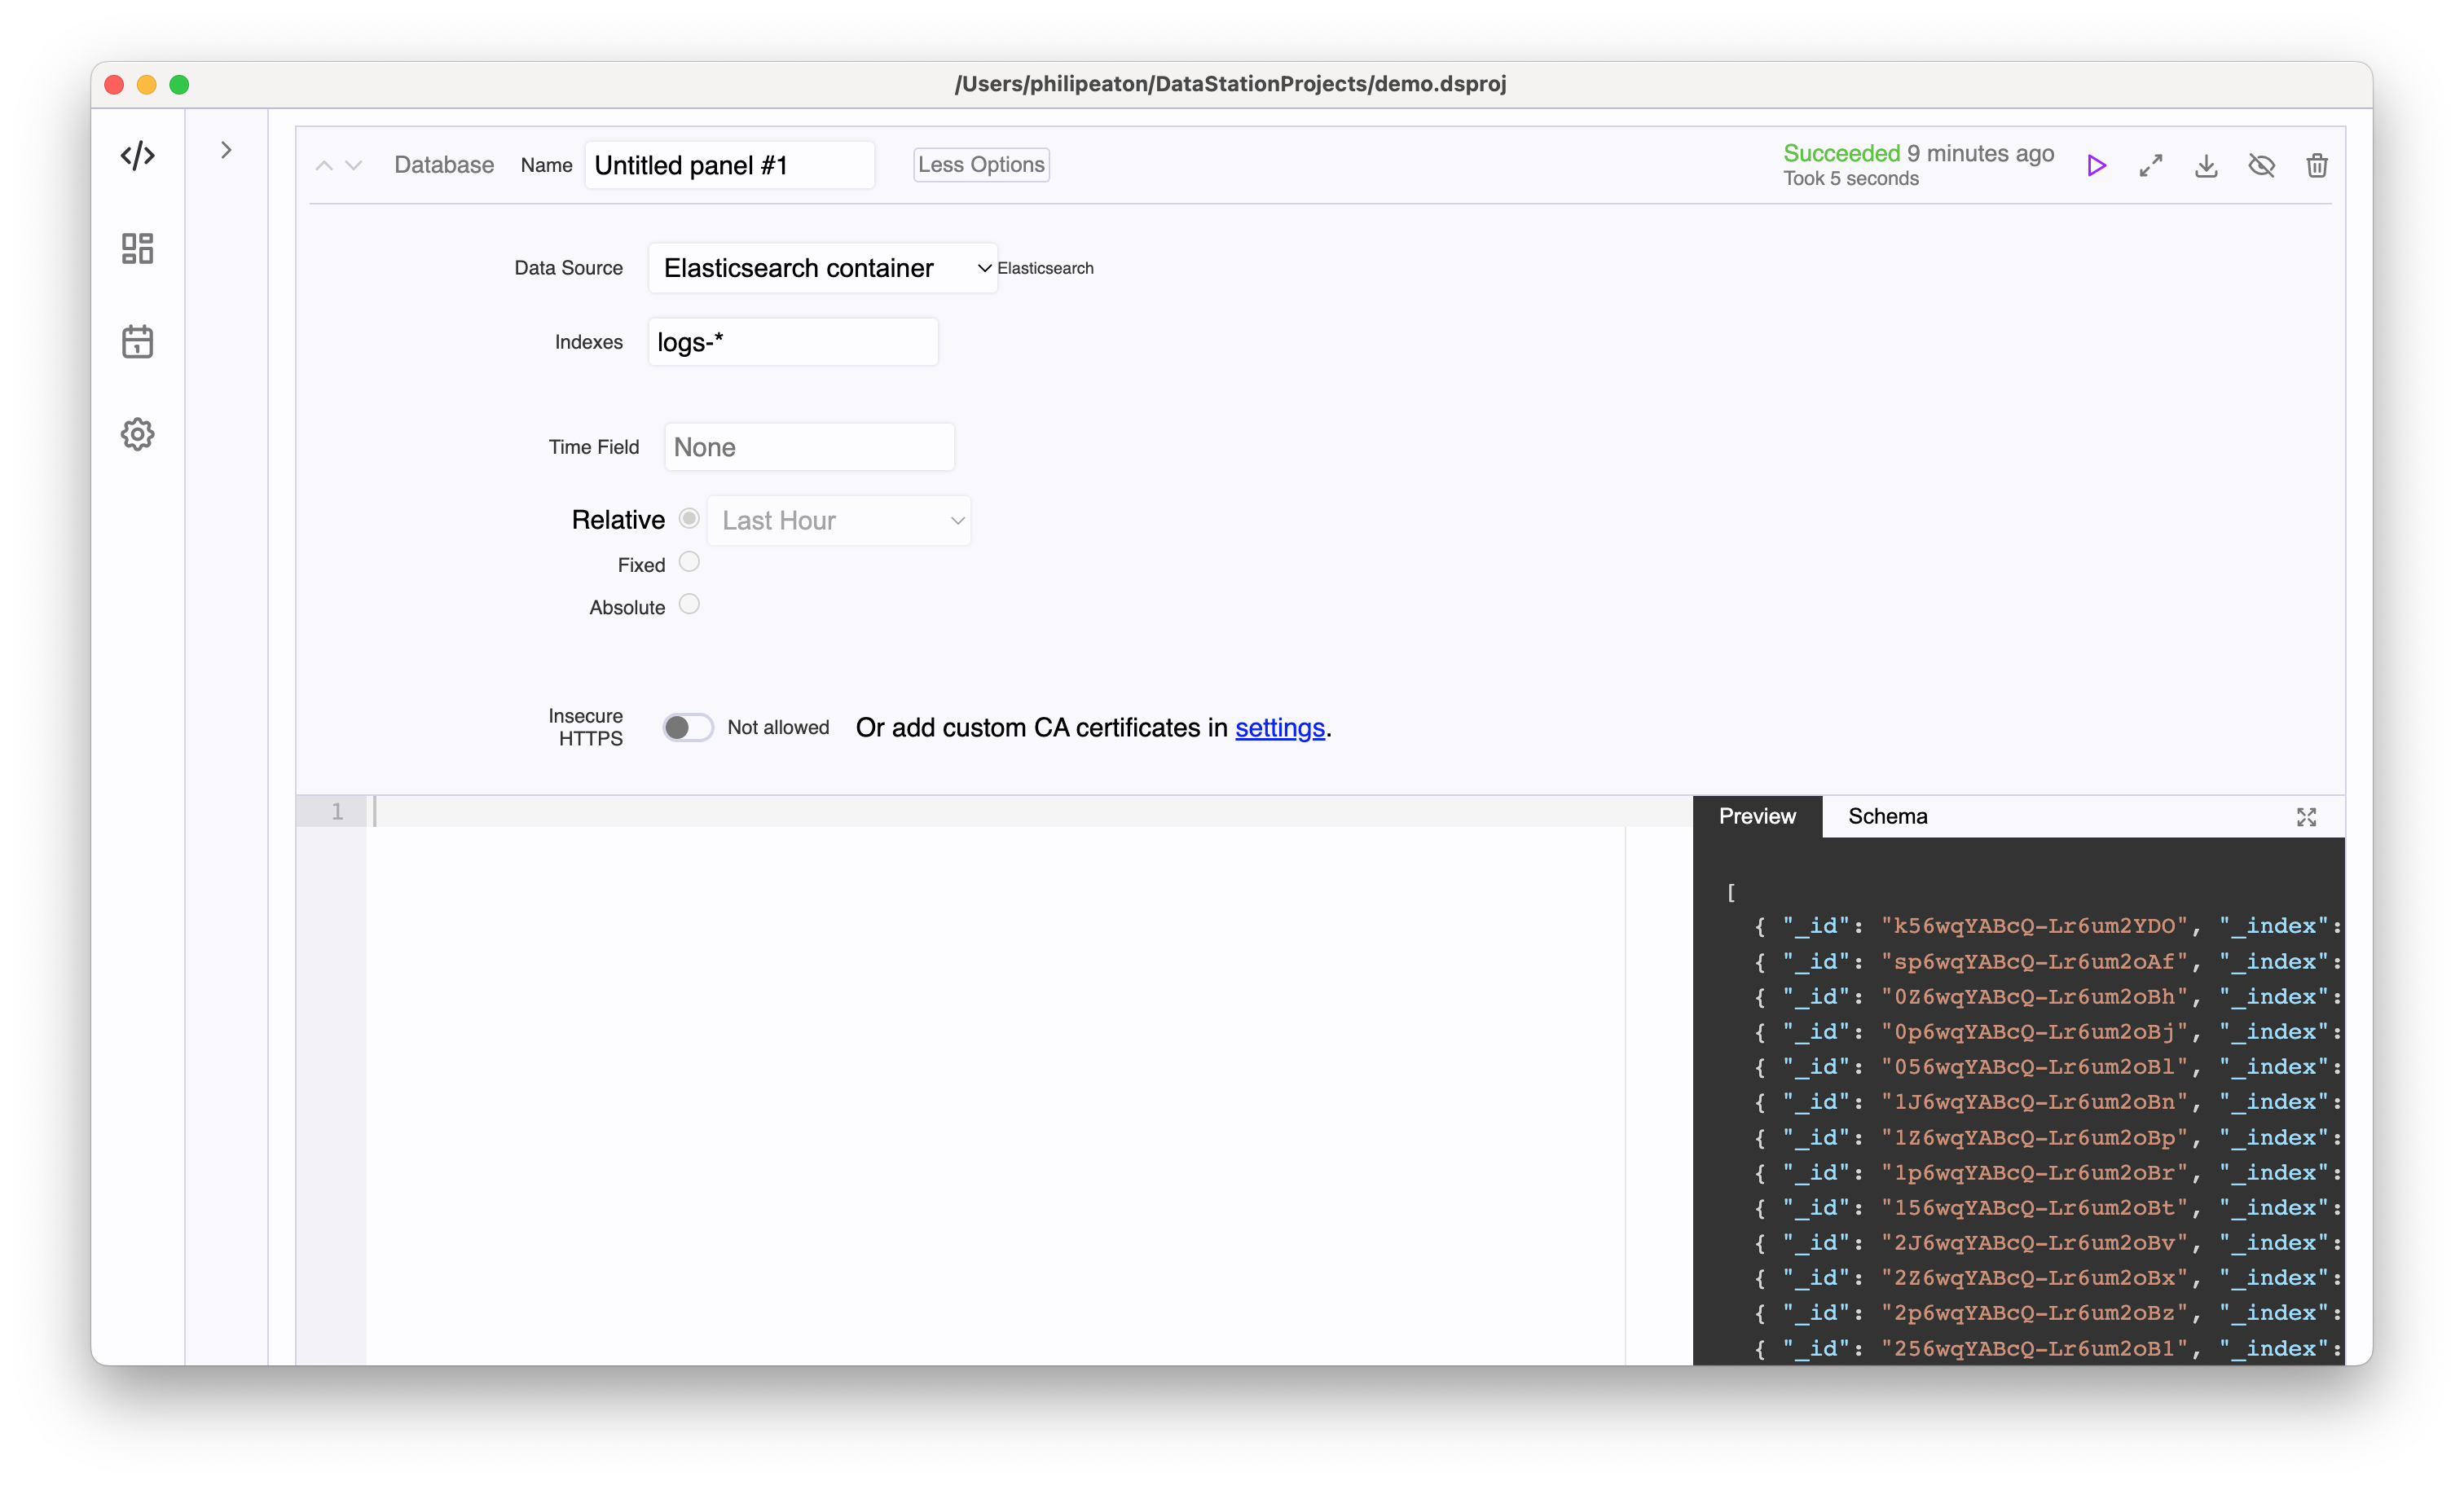 /Users/philipeaton/DataStationProjects/demo.dsproj
Database Name Untitled panel #1 Less Options Succeeded 9 minutes ago
Took 5 seconds
Data Source Elasticsearch container Elasticsearch
Indexes logs-*
Time Field None
Relative Last Hour
Fixed
Absolute
Insecure
HTTPS Not allowed Or add custom CA certificates in settings.
1
Preview Schema
[
{ "_id": "k56wqYABcQ-Lr6um2YDO", "_index":
{ "_id": "sp6wqYABcQ-Lr6um2oAf", "_index":
{ "_id": "0Z6wqYABcQ-Lr6um2oBh", "_index":
{ "_id": "0p6wqYABcQ-Lr6um2oBj", "_index":
{ "_id": "056wqYABcQ-Lr6um2oBl", "_index":
{ "_id": "1J6wqYABcQ-Lr6um2oBn", "_index":
{ "_id": "1Z6wqYABcQ-Lr6um2oBp", "_index":
{ "_id": "1p6wqYABcQ-Lr6um2oBr", "_index":
{ "_id": "156wqYABcQ-Lr6um2oBt", "_index":
{ "_id": "2J6wqYABcQ-Lr6um2oBv", "_index":
{ "_id": "2Z6wqYABcQ-Lr6um2oBx", "_index":
{ "_id": "2p6wqYABcQ-Lr6um2oBz", "_index":
{ "_id": "256wqYABcQ-Lr6um2oB1", "_index":